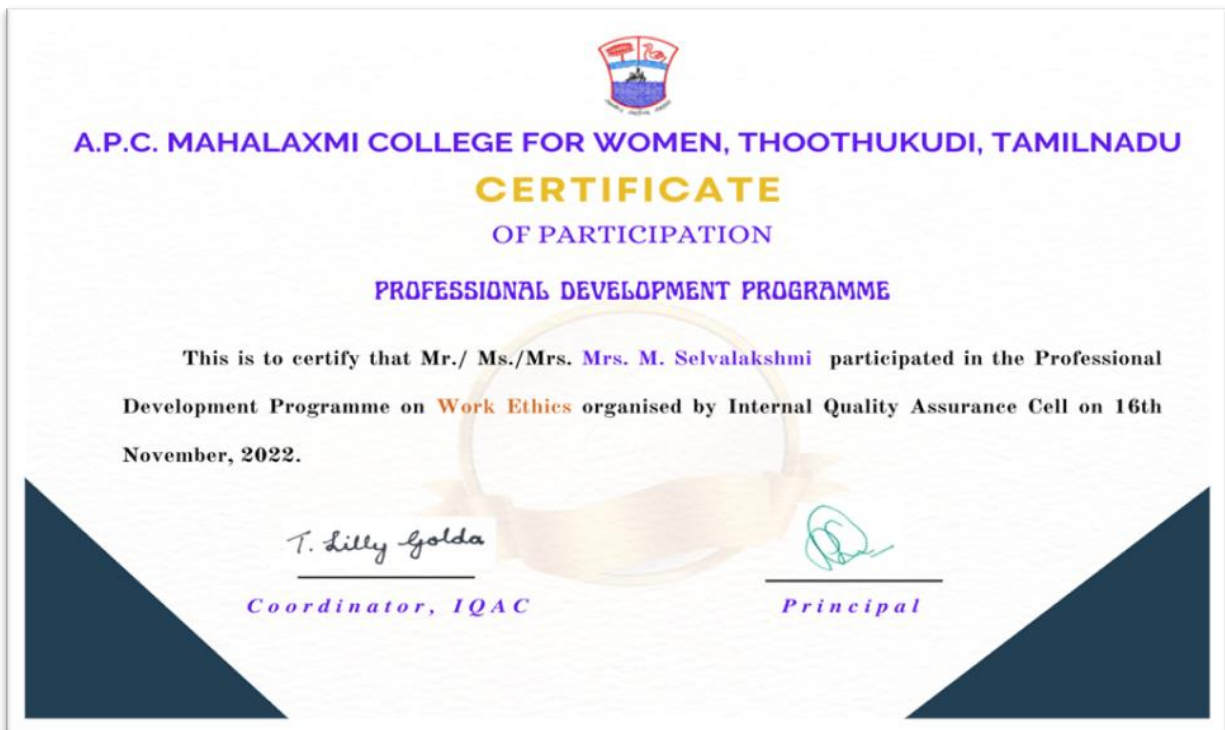 A.P.C. MAHALAXMI COLLEGE FOR WOMEN, THOOTHUKUDI, TAMILNADU
CERTIFICATE
OF PARTICIPATION
PROFESSIONAL DEVELOPMENT PROGRAMME
This is to certify that Mr./ Ms./Mrs. Mrs. M. Selvalakshmi participated in the Professional
Development Programme on Work Ethics organised by Internal Quality Assurance Cell on 16th
November, 2022.
T. Lilly Golda
Coordinator, IQAC
Principal